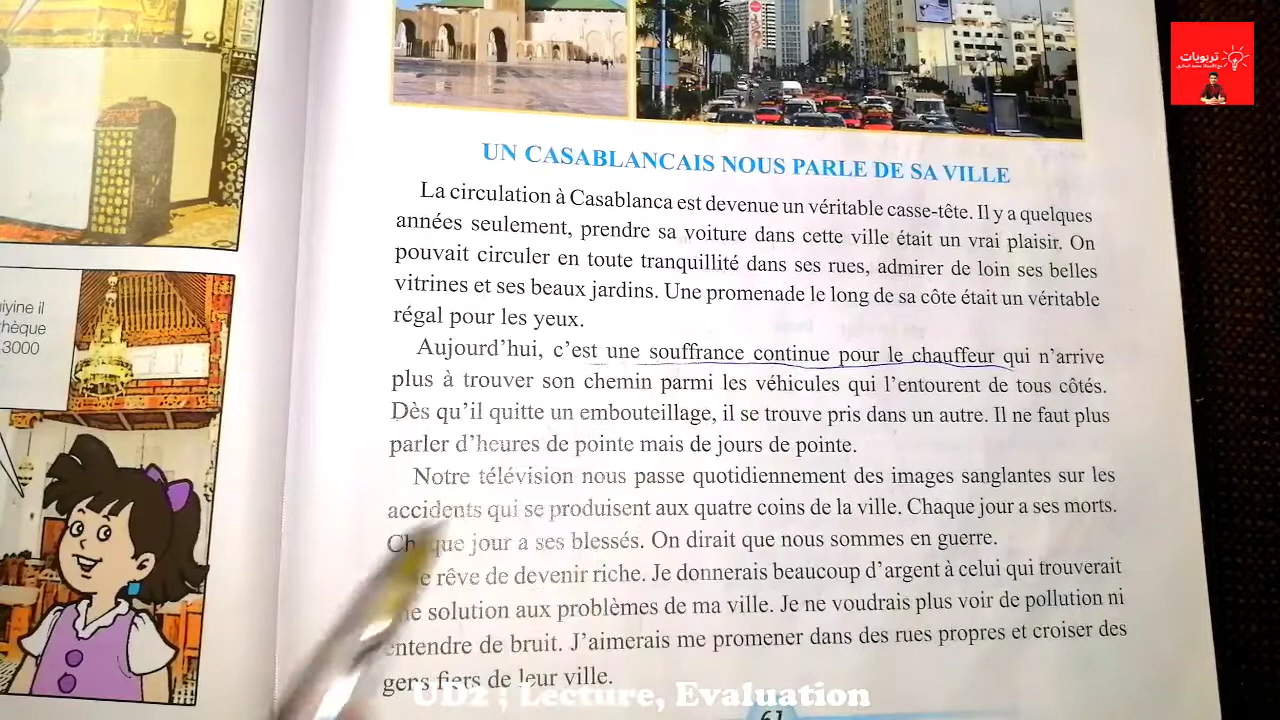 تربويات
UN CASABLANCAIS NOUS PARLE DE SA VILLE
La circulation à Casablanca est devenue un véritable casse-tête. Il y a quelques
années seulement, prendre sa voiture dans cette ville était un vrai plaisir. On
pouvait circuler en toute tranquillité dans ses rues, admirer de loin ses belles
vitrines et ses beaux jardins. Une promenade le long de sa côte était un véritable
régal pour les yeux.
Aujourd’hui, c’est une souffrance continue pour le chauffeur qui n’arrive
plus à trouver son chemin parmi les véhicules qui l’entourent de tous côtés.
Dès qu’il quitte un embouteillage, il se trouve pris dans un autre. Il ne faut plus
parler d’heures de pointe mais de jours de pointe.
Notre télévision nous passe quotidiennement des images sanglantes sur les
accidents qui se produisent aux quatre coins de la ville. Chaque jour a ses morts.
Chaque jour a ses blessés. On dirait que nous sommes en guerre.
e rêve de devenir riche. Je donnerais beaucoup d’argent à celui qui trouverait
ne solution aux problèmes de ma ville. Je ne voudrais plus voir de pollution ni
entendre de bruit. J’aimerais me promener dans des rues propres et croiser des
gens fiers de leur ville.
61
iyine il
thèque
3000
UD2 ; Lecture, Evaluation